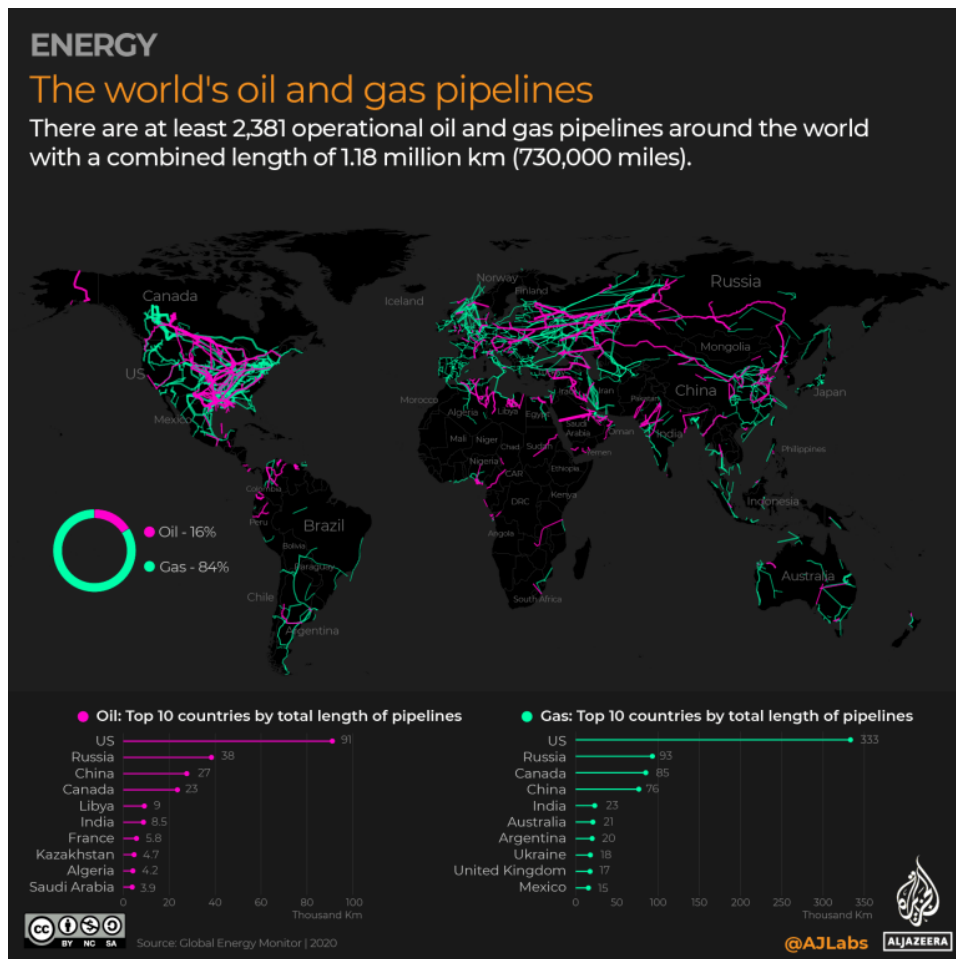 ENERGY
The world's oil and gas pipelines
There are at least 2,381 operational oil and gas pipelines around the world
with a combined length of 1.18 million km (730,000 miles).
Norway
Finland
Russia
Iceland
Canada
Mongolia
US
China
Japan
Morocco
Algeria
Libya
Egypt
Iraq
Iran
Pakistan
Mexico
Saudi
Arabia
Oman
India
Mali
Niger
Chad
Sudan
Yemen
Philippines
Nigeria
CAR
Ethiopia
Colombia
DRC
Kenya
Indonesia
Peru
Brazil
Angola
Bolivia
Paraguay
Australia
Chile
South Africa
Argentina
Oil - 16%
Gas - 84%
Oil: Top 10 countries by total length of pipelines
US 91
Russia 38
China 27
Canada 23
Libya 9
India 8.5
France 5.8
Kazakhstan 4.7
Algeria 4.2
Saudi Arabia 3.9
0 20 40 60 80 100
Thousand Km
Gas: Top 10 countries by total length of pipelines
US 333
Russia 93
Canada 85
China 76
India 23
Australia 21
Argentina 20
Ukraine 18
United Kingdom 17
Mexico 15
0 50 100 150 200 250 300 350
Thousand Km
cc
BY NC SA
Source: Global Energy Monitor | 2020
@AJLabs
الجزيرة
ALJAZEERA